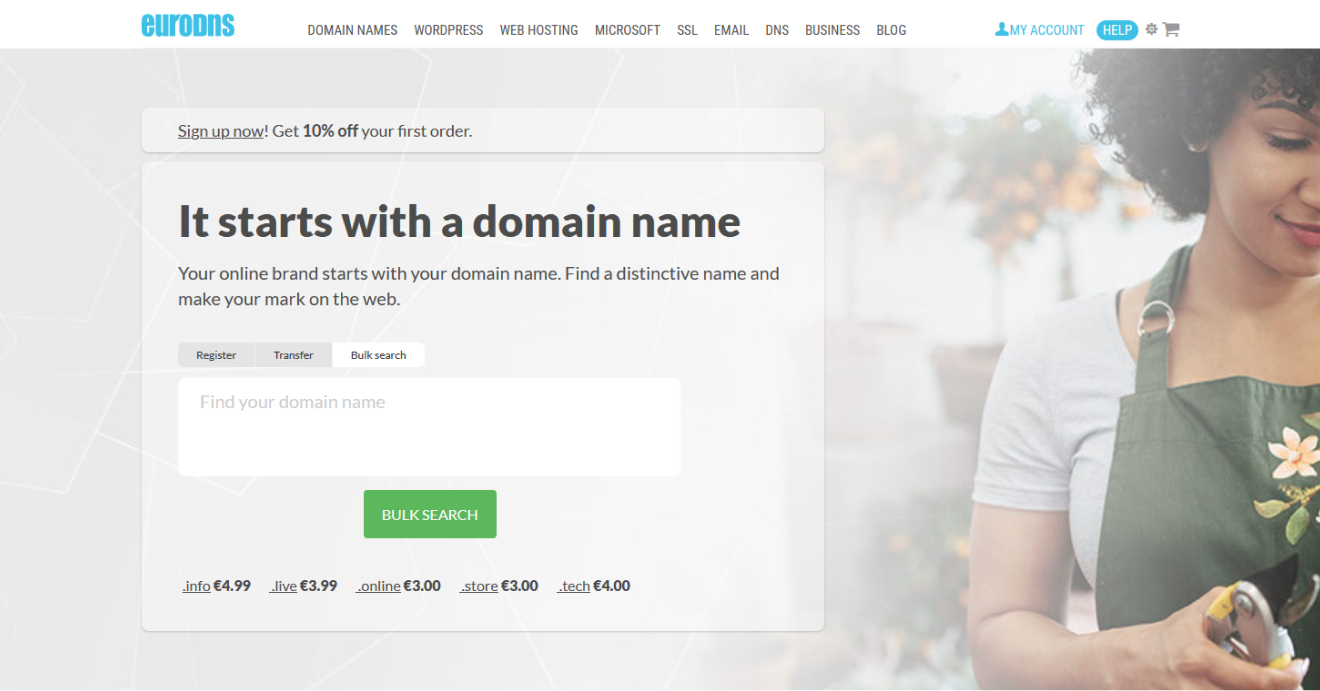 euroDNS
DOMAIN NAMES WORDPRESS WEB HOSTING MICROSOFT SSL EMAIL DNS BUSINESS BLOG MY ACCOUNT HELP
Sign up now! Get 10% off your first order.
It starts with a domain name
Your online brand starts with your domain name. Find a distinctive name and
make your mark on the web.
Register Transfer Bulk search
Find your domain name
BULK SEARCH
.info €4.99 .live €3.99 .online €3.00 .store €3.00 .tech €4.00